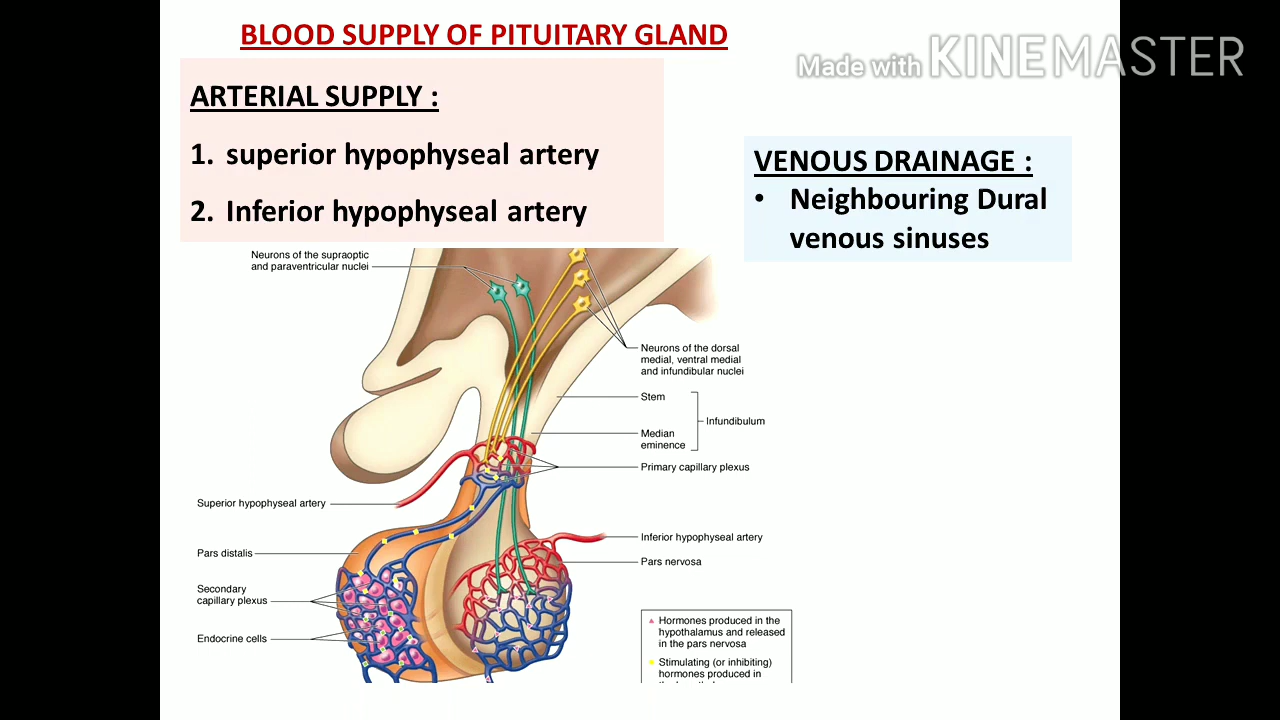 BLOOD SUPPLY OF PITUITARY GLAND
Made with KINEMASTER
ARTERIAL SUPPLY :
1. superior hypophyseal artery
2. Inferior hypophyseal artery
VENOUS DRAINAGE :
• Neighbouring Dural
venous sinuses
Neurons of the supraoptic
and paraventricular nuclei
Neurons of the dorsal
medial, ventral medial
and infundibular nuclei
Stem
Infundibulum
Median
eminence
Primary capillary plexus
Superior hypophyseal artery
Inferior hypophyseal artery
Pars distalis
Pars nervosa
Secondary
capillary plexus
Endocrine cells
Hormones produced in the
hypothalamus and released
in the pars nervosa
Stimulating (or inhibiting)
hormones produced in